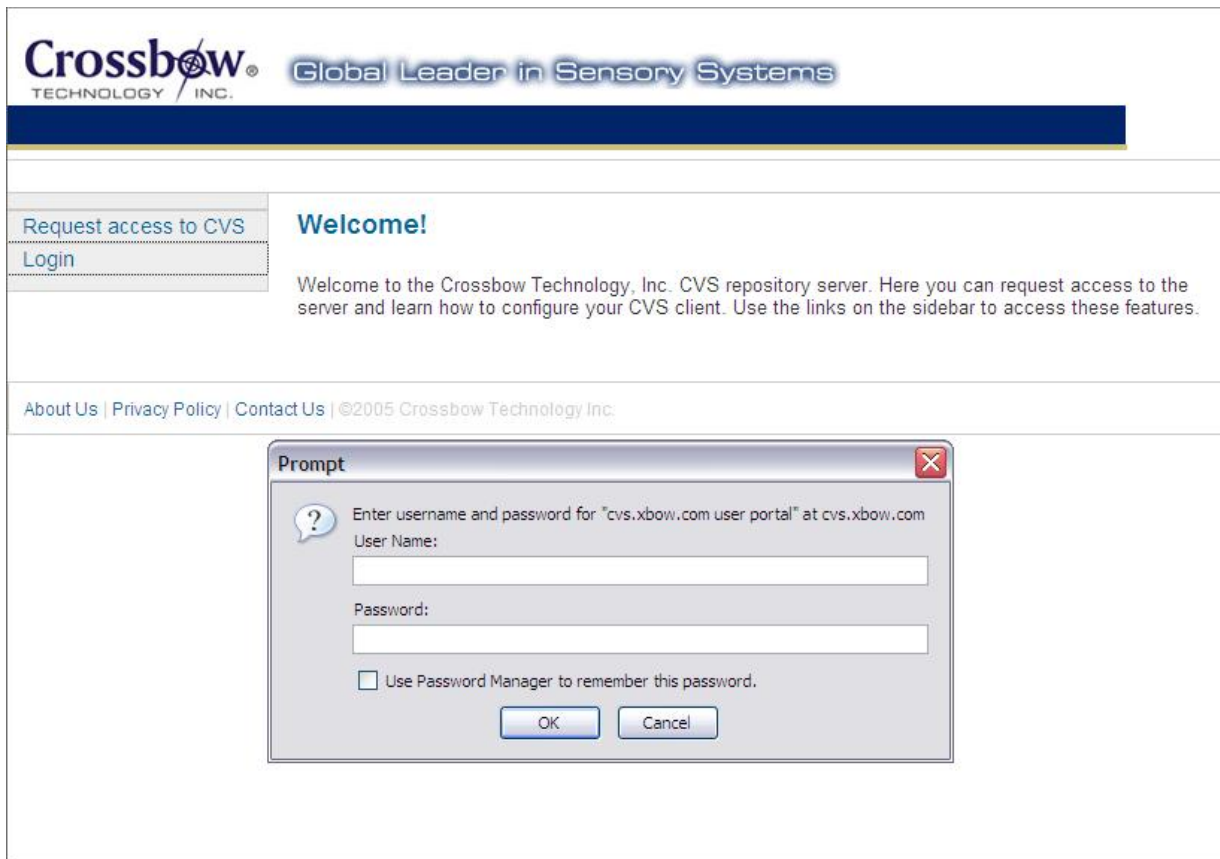 Crossbow®
TECHNOLOGY INC.
Global Leader in Sensory Systems
Request access to CVS
Login
Welcome!
Welcome to the Crossbow Technology, Inc. CVS repository server. Here you can request access to the
server and learn how to configure your CVS client. Use the links on the sidebar to access these features.
About Us | Privacy Policy | Contact Us | ©2005 Crossbow Technology Inc.
Prompt
Enter username and password for "cvs.xbow.com user portal" at cvs.xbow.com
User Name:
Password:
Use Password Manager to remember this password.
OK Cancel